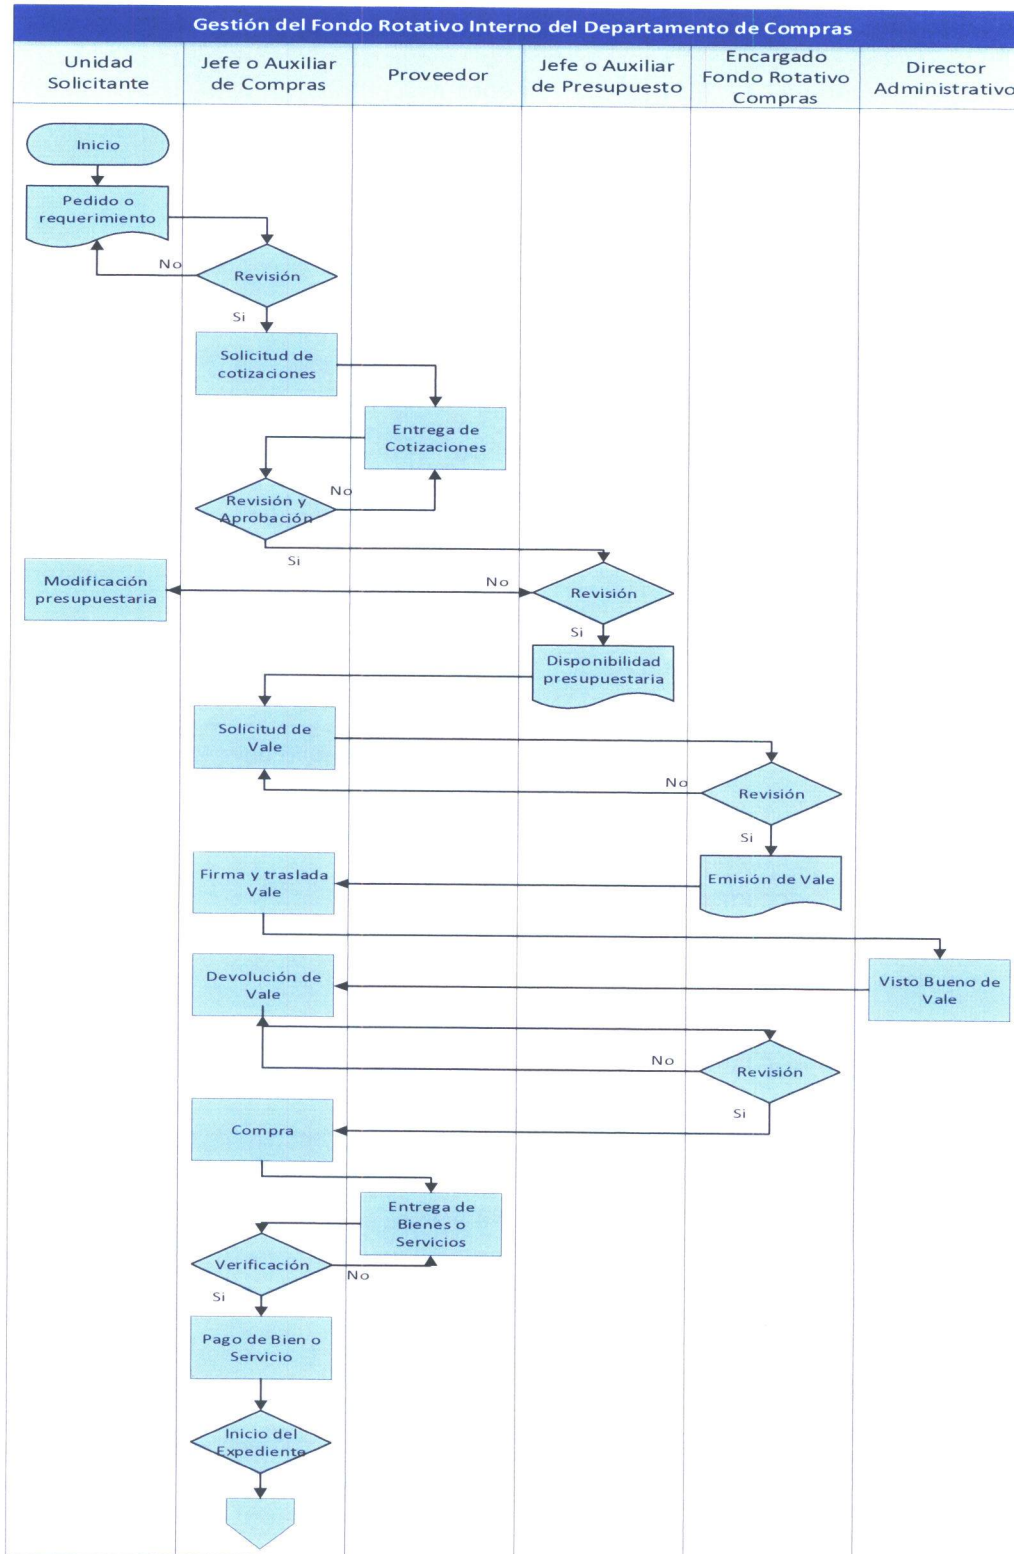 Gestión del Fondo Rotativo Interno del Departamento de Compras
Unidad
Solicitante
Jefe o Auxiliar
de Compras
Proveedor
Jefe o Auxiliar
de Presupuesto
Encargado
Fondo Rotativo
Compras
Director
Administrativo
Inicio
Pedido o
requerimiento
No
Revisión
Si
Solicitud de
cotizaciones
Entrega de
Cotizaciones
Revisión y
Aprobación
No
Si
Modificación
presupuestaria
No
Revisión
Si
Disponibilidad
presupuestaria
Solicitud de
Vale
No
Revisión
Si
Firma y traslada
Vale
Emisión de Vale
Devolución de
Vale
Visto Bueno de
Vale
No
Revisión
Si
Compra
Entrega de
Bienes o
Servicios
Verificación
No
Si
Pago de Bien o
Servicio
Inicio del
Expediente